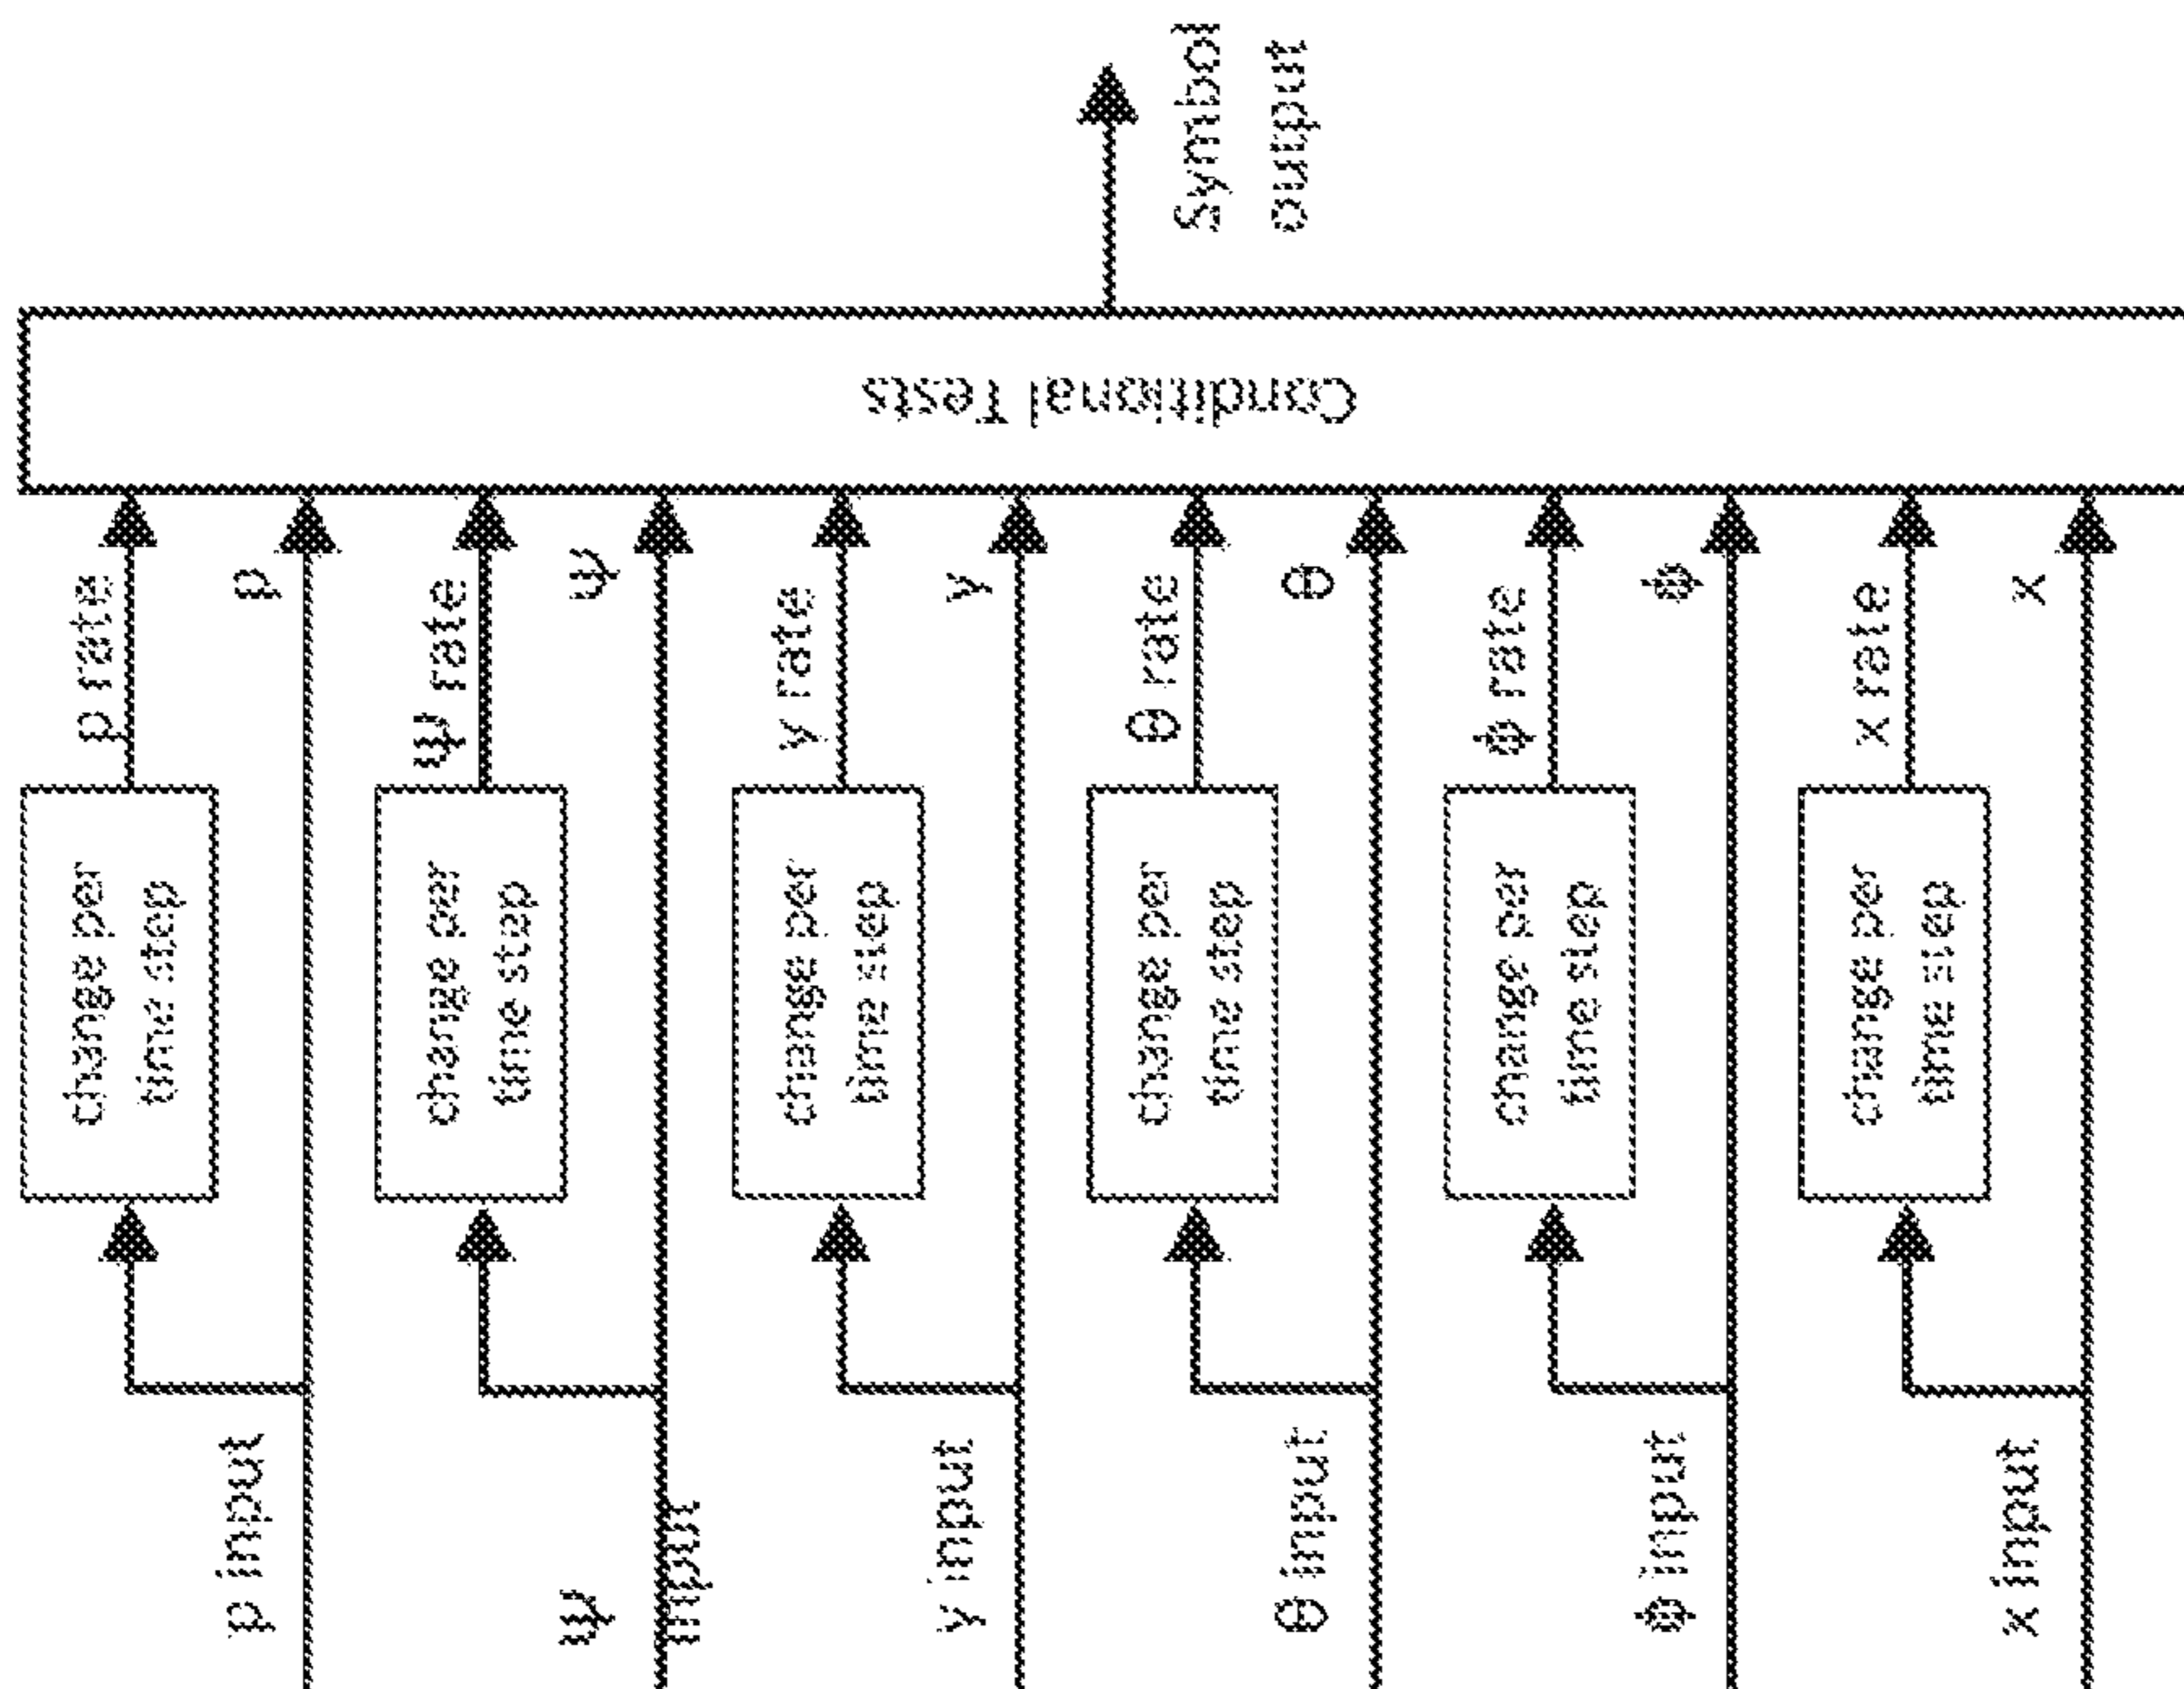 p input
change per
time step
p rate
p
ψ
input
change per
time step
ψ rate
ψ
y input
change per
time step
y rate
y
θ input
change per
time step
θ rate
θ
ϕ input
change per
time step
ϕ rate
ϕ
x input
change per
time step
x rate
x
Conditional Tests
Symbol
output